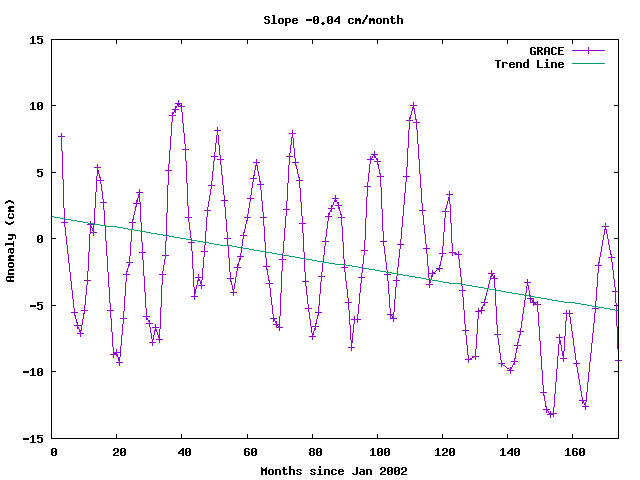 Slope -0.04 cm/month
GRACE
Trend Line
15
10
5
0
-5
-10
-15
Anomaly (cm)
0 20 40 60 80 100 120 140 160
Months since Jan 2002